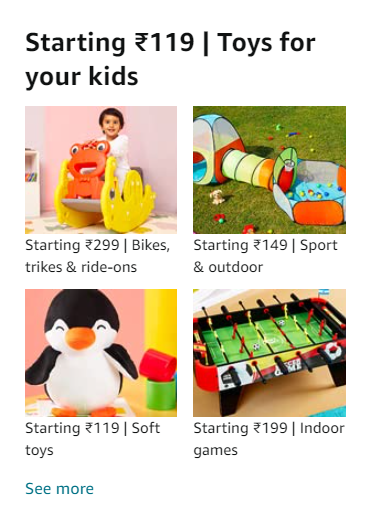 Starting ₹119 | Toys for
your kids
Starting ₹299 | Bikes,
trikes & ride-ons
Starting ₹149 | Sport
& outdoor
Starting ₹119 | Soft
toys
Starting ₹199 | Indoor
games
See more